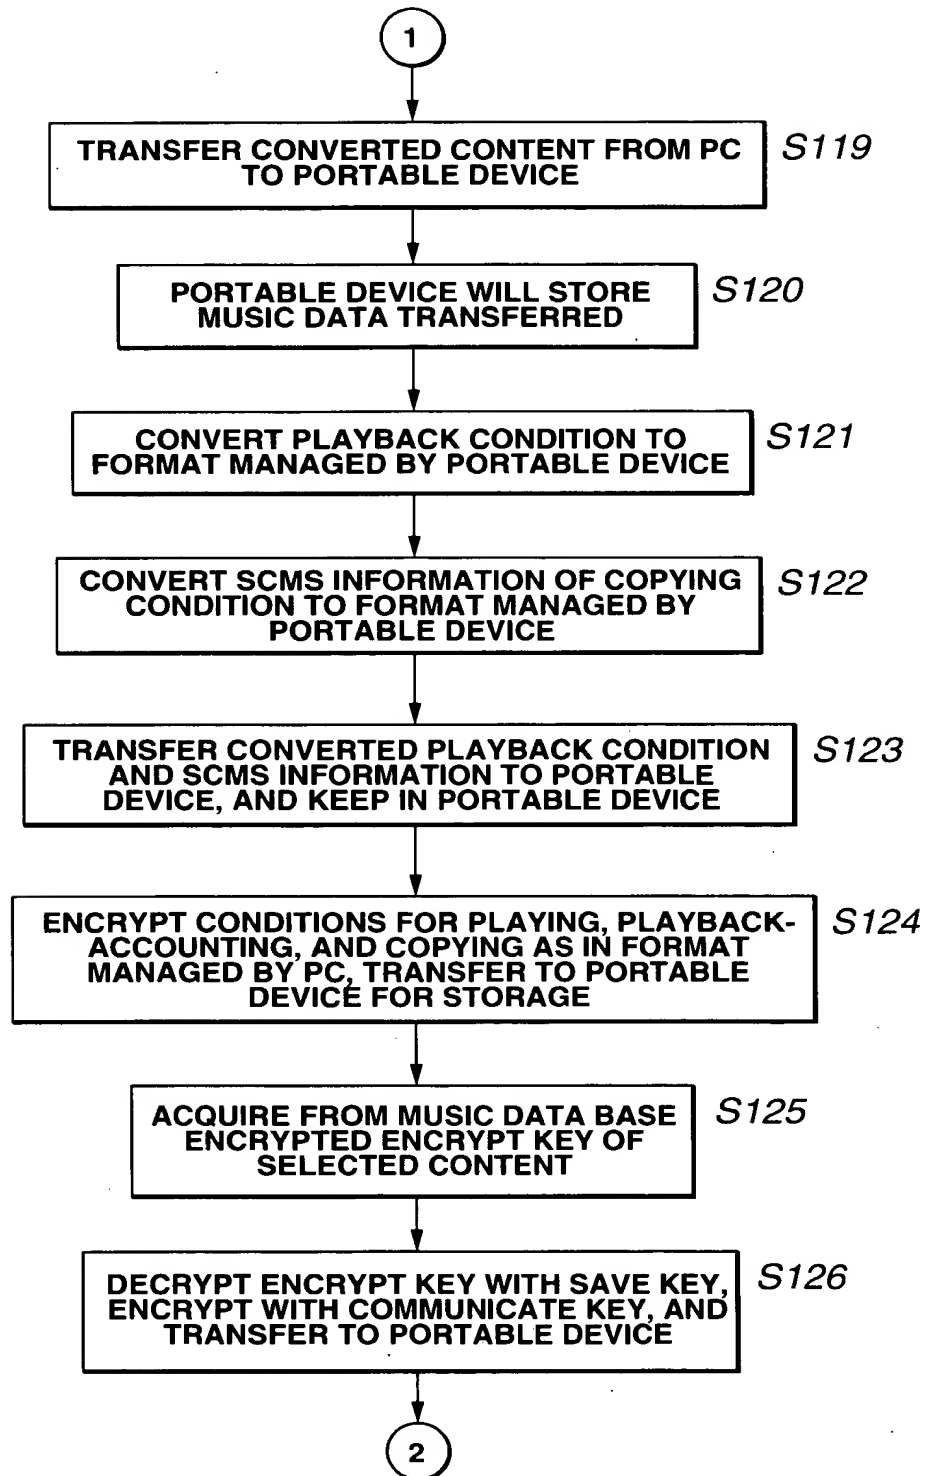 1
TRANSFER CONVERTED CONTENT FROM PC
TO PORTABLE DEVICE
S119
PORTABLE DEVICE WILL STORE
MUSIC DATA TRANSFERRED
S120
CONVERT PLAYBACK CONDITION TO
FORMAT MANAGED BY PORTABLE DEVICE
S121
CONVERT SCMS INFORMATION OF COPYING
CONDITION TO FORMAT MANAGED BY
PORTABLE DEVICE
S122
TRANSFER CONVERTED PLAYBACK CONDITION
AND SCMS INFORMATION TO PORTABLE
DEVICE, AND KEEP IN PORTABLE DEVICE
S123
ENCRYPT CONDITIONS FOR PLAYING, PLAYBACK-
ACCOUNTING, AND COPYING AS IN FORMAT
MANAGED BY PC, TRANSFER TO PORTABLE
DEVICE FOR STORAGE
S124
ACQUIRE FROM MUSIC DATA BASE
ENCRYPTED ENCRYPT KEY OF
SELECTED CONTENT
S125
DECRYPT ENCRYPT KEY WITH SAVE KEY,
ENCRYPT WITH COMMUNICATE KEY, AND
TRANSFER TO PORTABLE DEVICE
S126
2